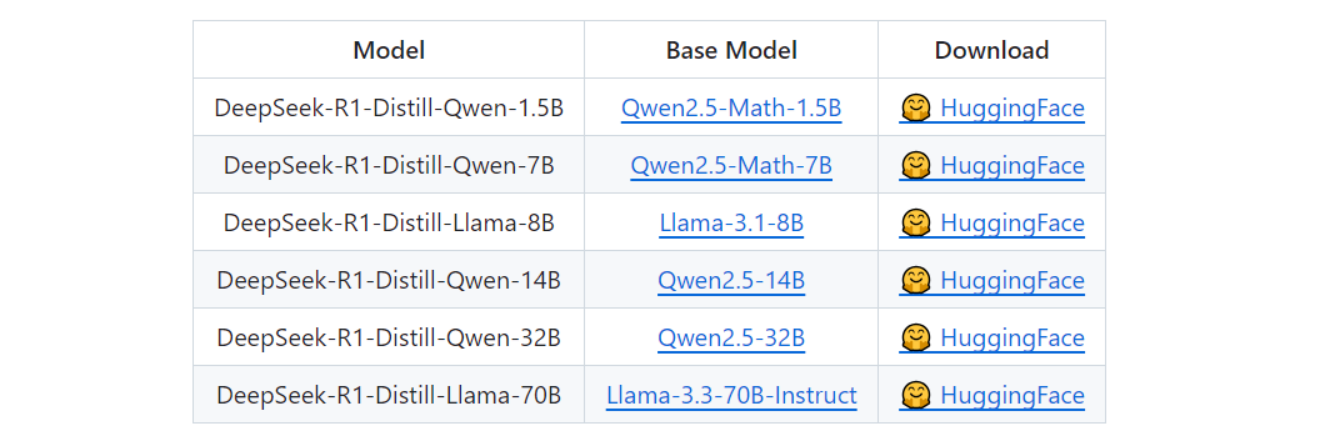 Model Base Model Download
DeepSeek-R1-Distill-Qwen-1.5B Qwen2.5-Math-1.5B 🤗 HuggingFace
DeepSeek-R1-Distill-Qwen-7B Qwen2.5-Math-7B 🤗 HuggingFace
DeepSeek-R1-Distill-Llama-8B Llama-3.1-8B 🤗 HuggingFace
DeepSeek-R1-Distill-Qwen-14B Qwen2.5-14B 🤗 HuggingFace
DeepSeek-R1-Distill-Qwen-32B Qwen2.5-32B 🤗 HuggingFace
DeepSeek-R1-Distill-Llama-70B Llama-3.3-70B-Instruct 🤗 HuggingFace